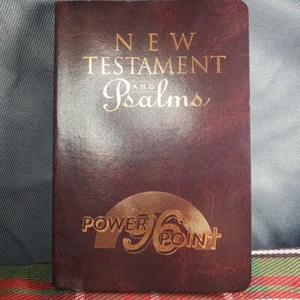 NEW
TESTAMENT
AND
Psalms
POWER 96
POINT